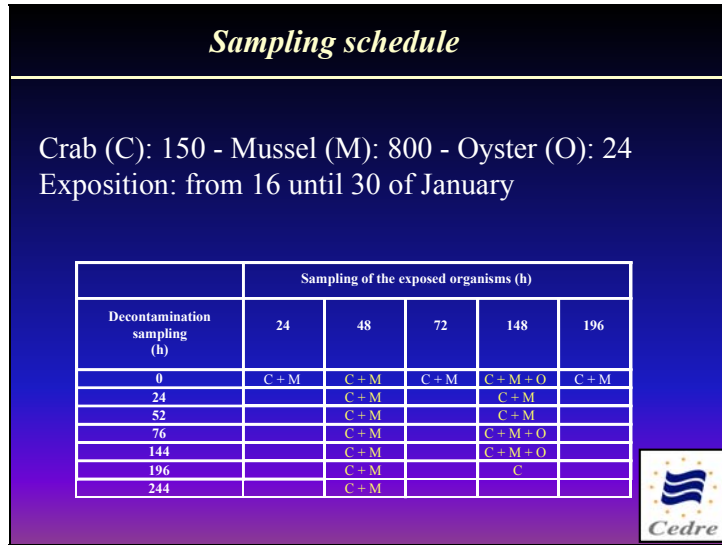 Sampling schedule
Crab (C): 150 - Mussel (M): 800 - Oyster (O): 24
Exposition: from 16 until 30 of January
Sampling of the exposed organisms (h)
Decontamination
sampling
(h)
24 48 72 148 196
0 C + M C + M C + M C + M + O C + M
24 C + M C + M
52 C + M C + M
76 C + M C + M + O
144 C + M C + M + O
196 C + M C
244 C + M
Cedre